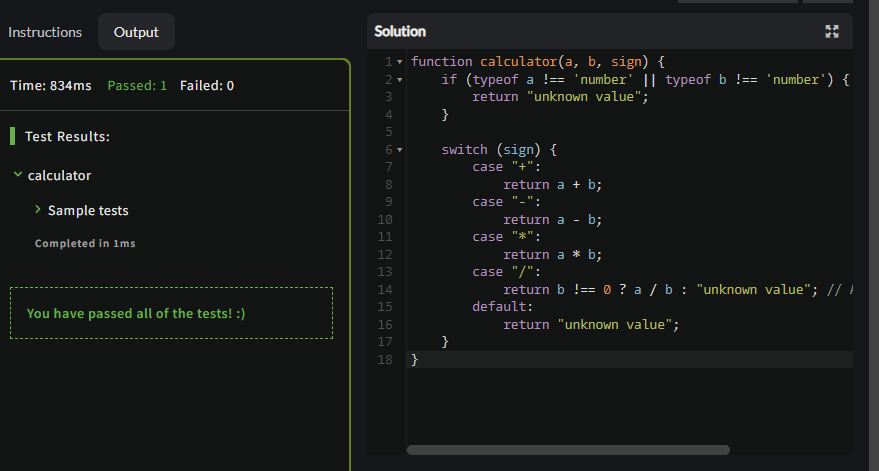 Instructions
Output
Time: 834ms Passed: 1 Failed: 0
Test Results:
calculator
Sample tests
Completed in 1ms
You have passed all of the tests! :)
Solution
1 function calculator(a, b, sign) {
2 if (typeof a !== 'number' || typeof b !== 'number') {
3 return "unknown value";
4 }
5
6 switch (sign) {
7 case "+":
8 return a + b;
9 case "-":
10 return a - b;
11 case "*":
12 return a * b;
13 case "/":
14 return b !== 0 ? a / b : "unknown value"; //
15 default:
16 return "unknown value";
17 }
18 }